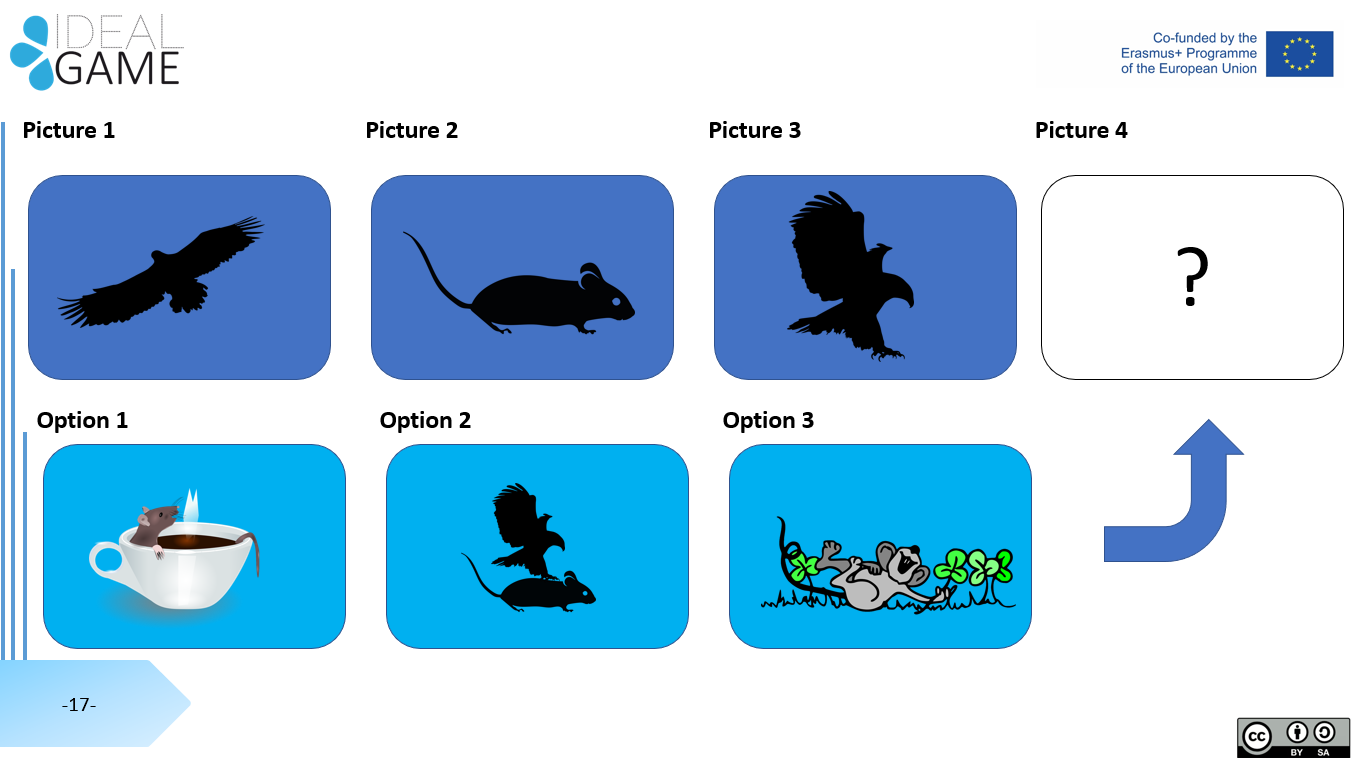 IDEAL
GAME
Co-funded by the
Erasmus+ Programme
of the European Union
Picture 1
Picture 2
Picture 3
Picture 4
?
Option 1
Option 2
Option 3
-17-
cc
BY SA